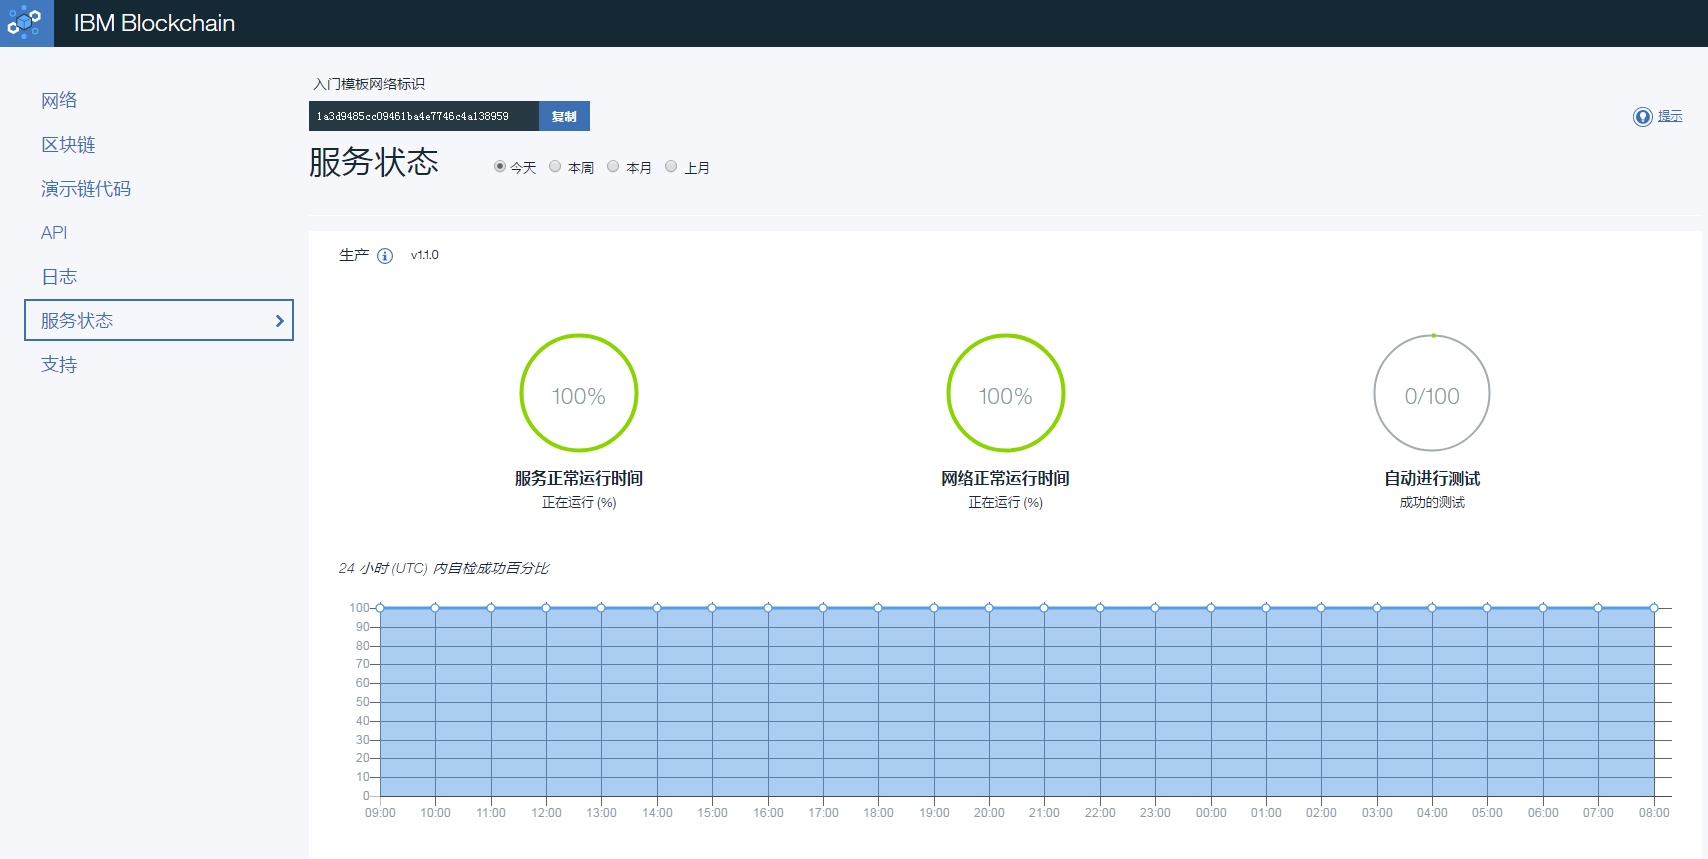 IBM Blockchain
网络
区块链
演示链代码
API
日志
服务状态
支持
入门模板网络标识
1a3d9485cc09461ba4e7746c4a138959 复制
提示
服务状态 今天 本周 本月 上月
生产 v1.1.0
100% 100% 0/100
服务正常运行时间 网络正常运行时间 自动进行测试
正在运行 (%) 正在运行 (%) 成功的测试
24 小时 (UTC) 内自检成功百分比
100
90
80
70
60
50
40
30
20
10
0
09:00 10:00 11:00 12:00 13:00 14:00 15:00 16:00 17:00 18:00 19:00 20:00 21:00 22:00 23:00 00:00 01:00 02:00 03:00 04:00 05:00 06:00 07:00 08:00